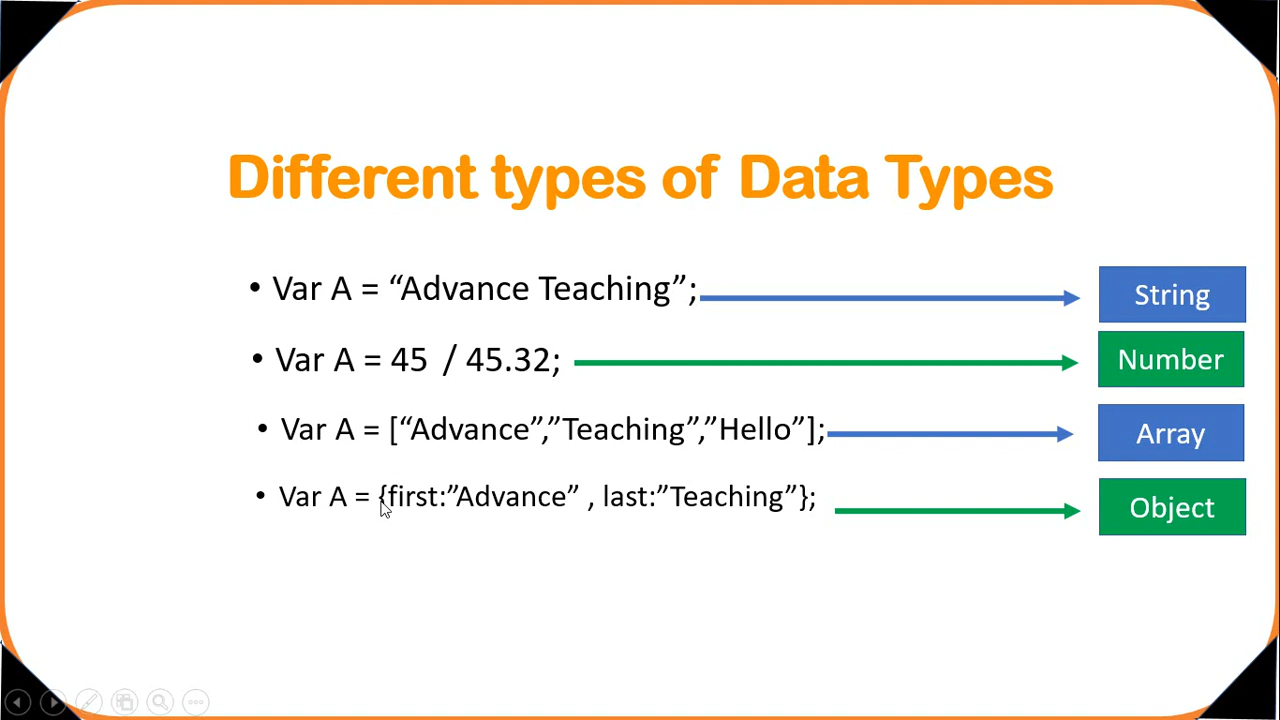 Different types of Data Types
• Var A = “Advance Teaching”; String
• Var A = 45 / 45.32; Number
• Var A = [“Advance”,”Teaching”,”Hello”]; Array
• Var A = {first:”Advance” , last:”Teaching”}; Object